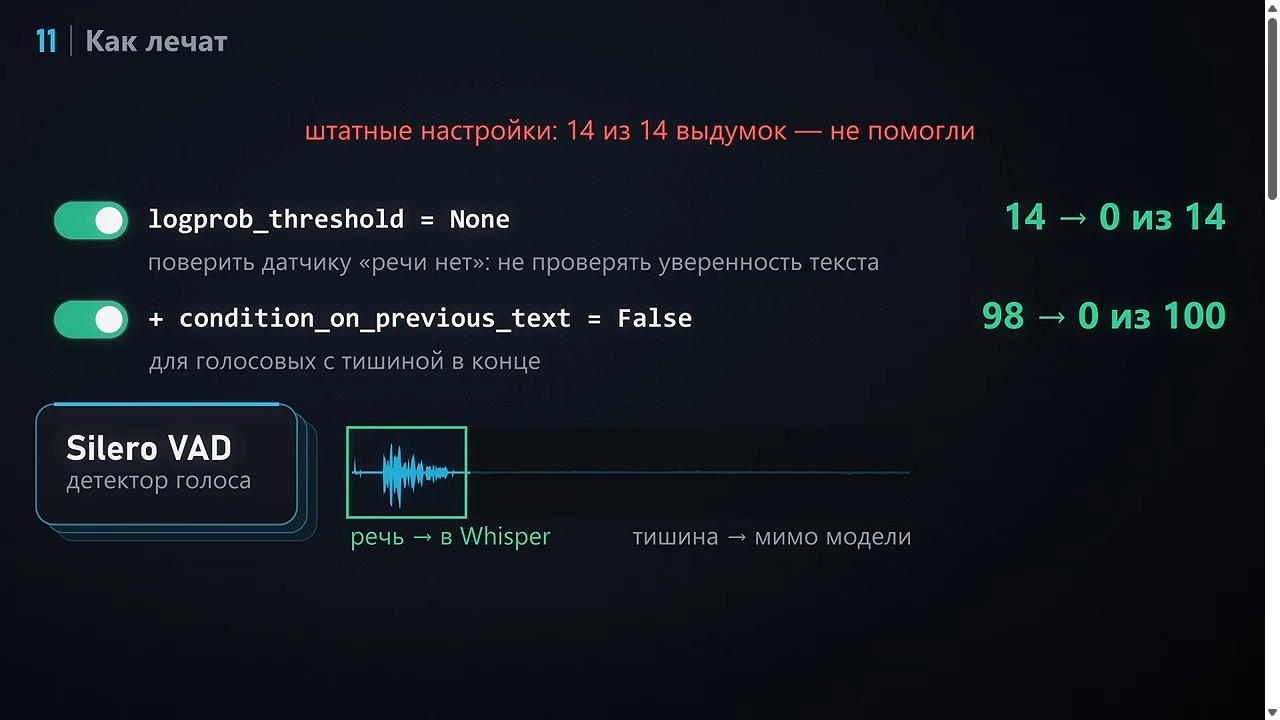 11 | Как лечат
штатные настройки: 14 из 14 выдумок — не помогли
logprob_threshold = None
14 → 0 из 14
поверить датчику «речи нет»: не проверять уверенность текста
+ condition_on_previous_text = False
98 → 0 из 100
для голосовых с тишиной в конце
Silero VAD
детектор голоса
речь → в Whisper
тишина → мимо модели